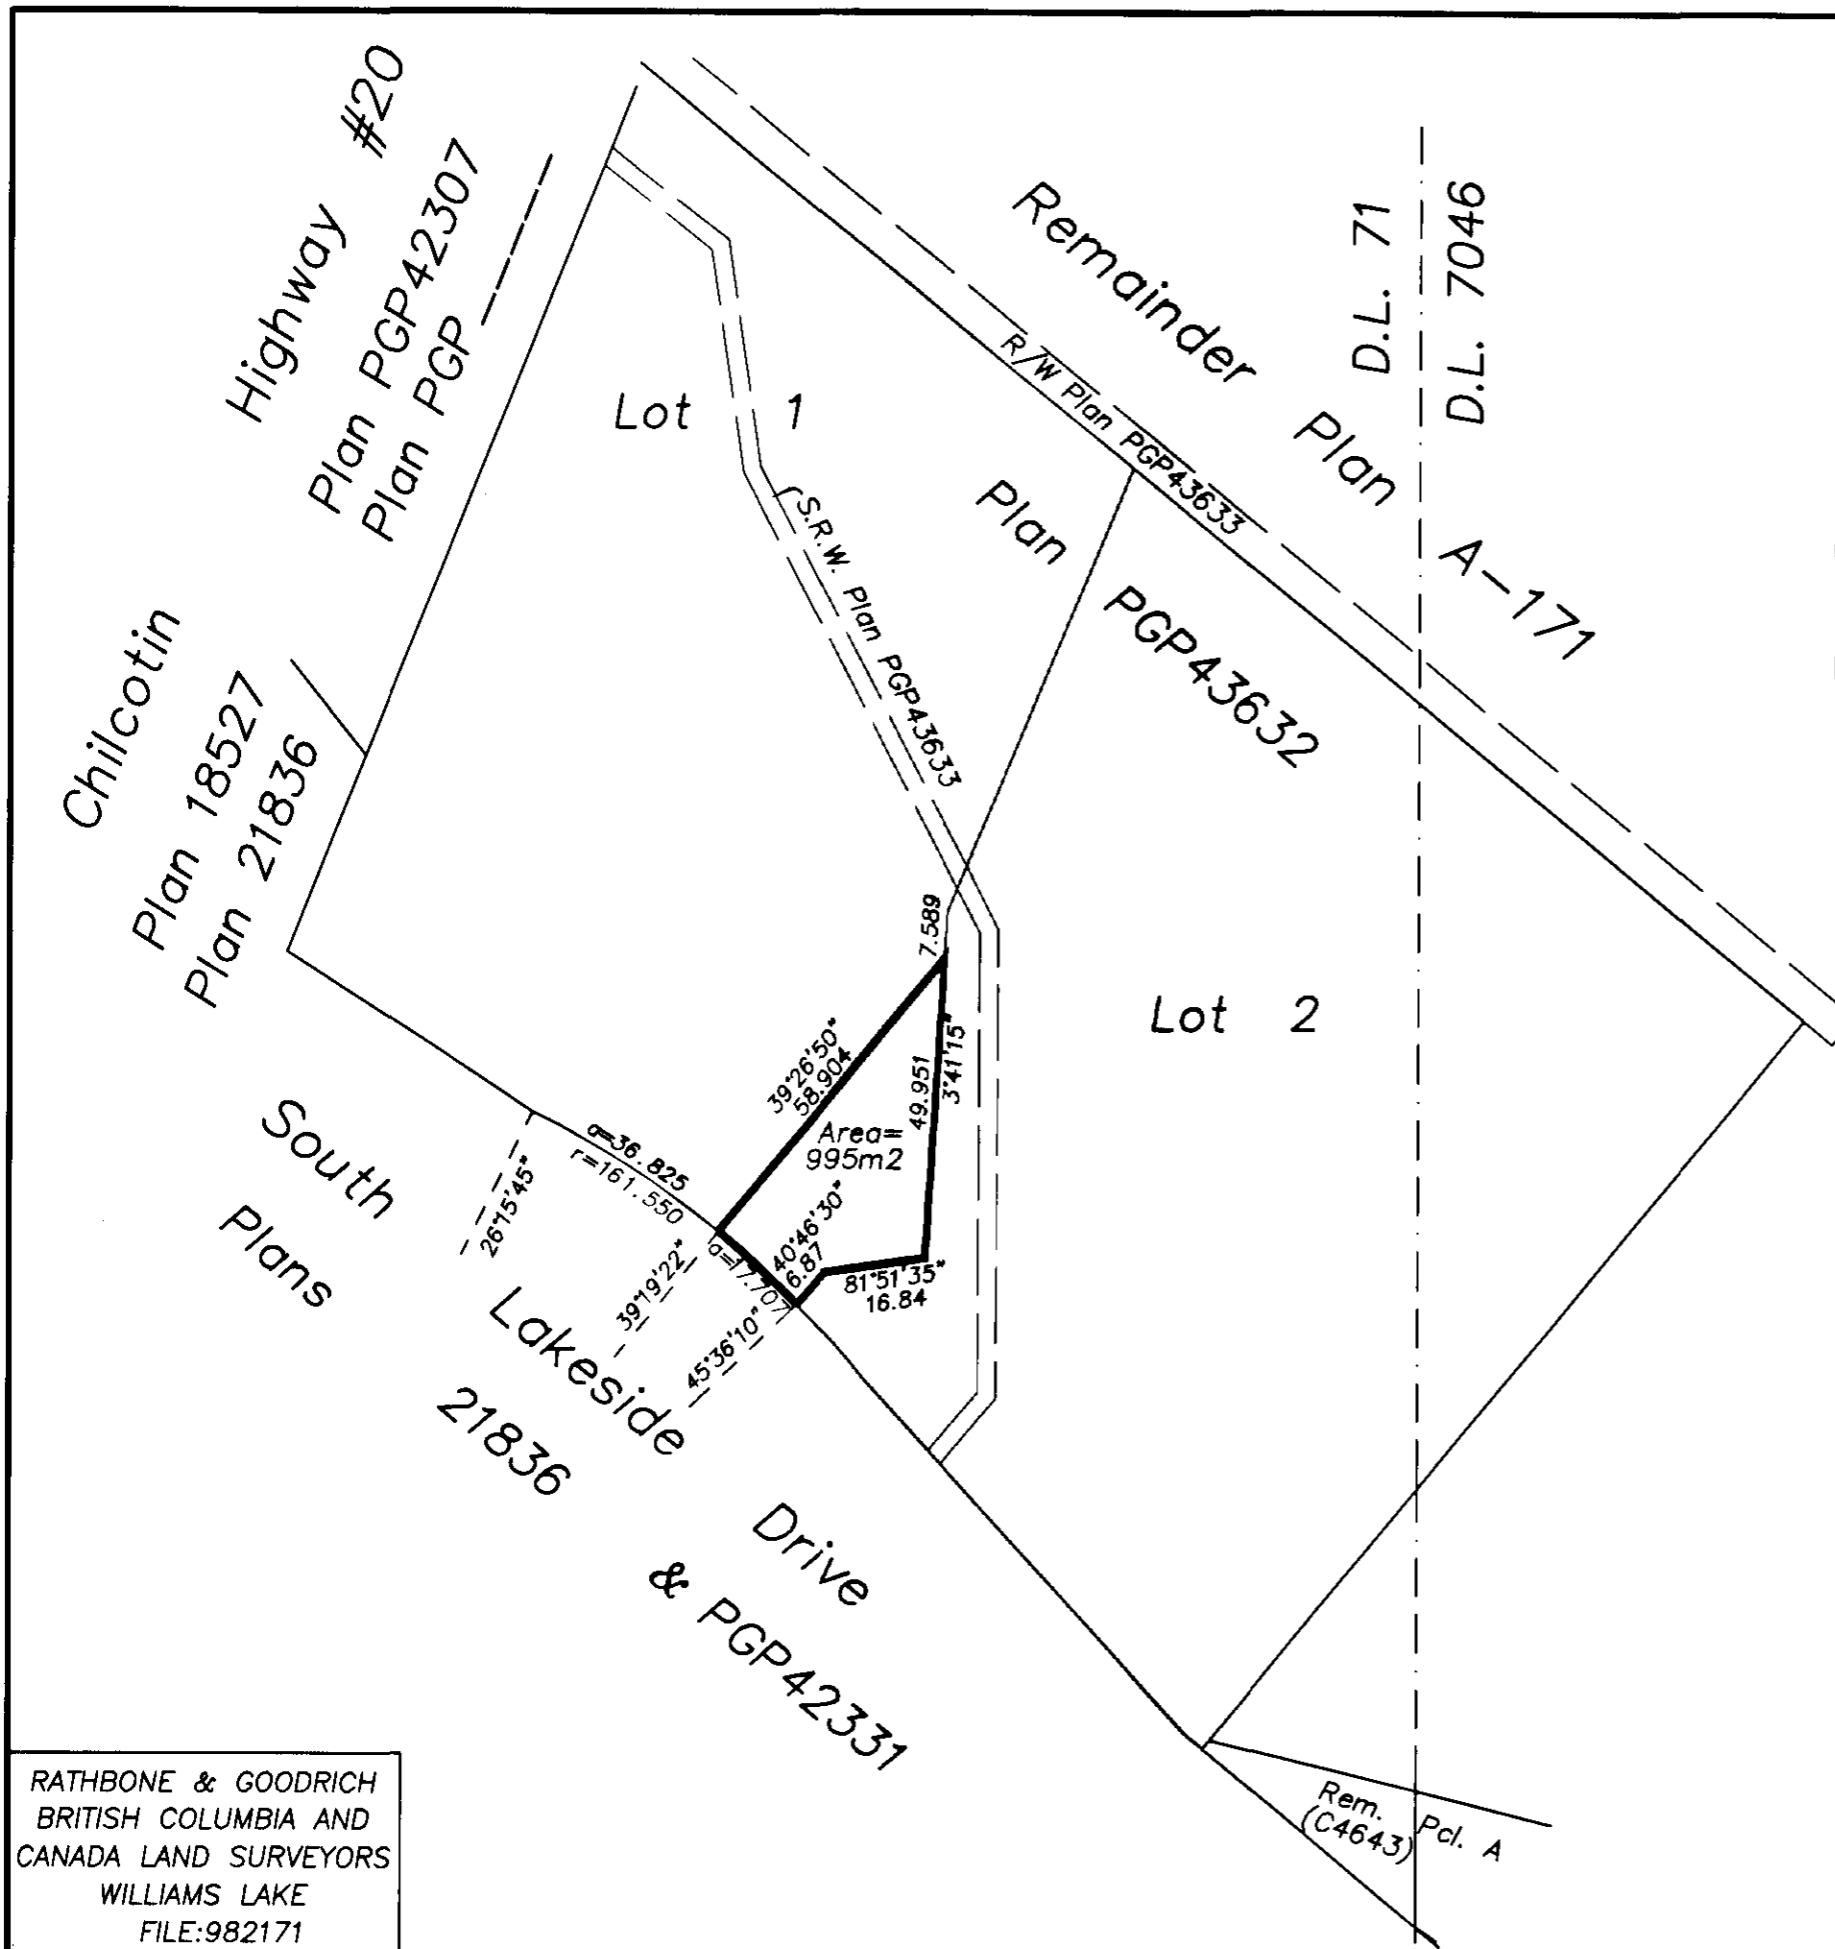 Highway #20
Plan PGP42307
Plan PGP
Chilcotin
Plan 18527
Plan 21836
Remainder
Plan A-171
D.L. 71
D.L. 7046
R/W Plan PGP43633
Lot 1
Plan PGP43632
S.R.W. Plan PGP43633
Lot 2
7.589
39°26'50"
58.904
49.951
3°41'15"
Area=
995m2
a=36.825
r=161.550
26°15'45"
39°19'22"
a=17.707
40°46'30"
6.87
81°51'35"
16.84
45°36'10"
South Lakeside Drive
Plans 21836 & PGP42331
Rem. Pcl. A
(C4643)
RATHBONE & GOODRICH
BRITISH COLUMBIA AND
CANADA LAND SURVEYORS
WILLIAMS LAKE
FILE:982171